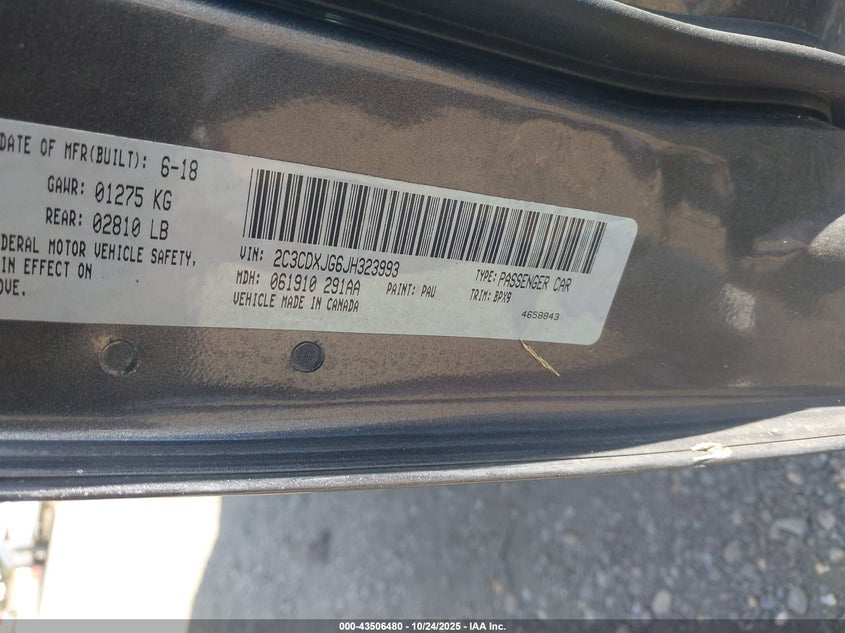 DATE OF MFR(BUILT): 6-18
GAWR: 01275 KG
REAR: 02810 LB
DERAL MOTOR VEHICLE SAFETY,
IN EFFECT ON
OVE.
VIN: 2C3CDXJG6JH323993
TYPE: PASSENGER CAR
MDH: 061910 291AA
PAINT: PAU
TRIM: BPX9
VEHICLE MADE IN CANADA
4658843
000-43506480 - 10/24/2025 - IAA Inc.